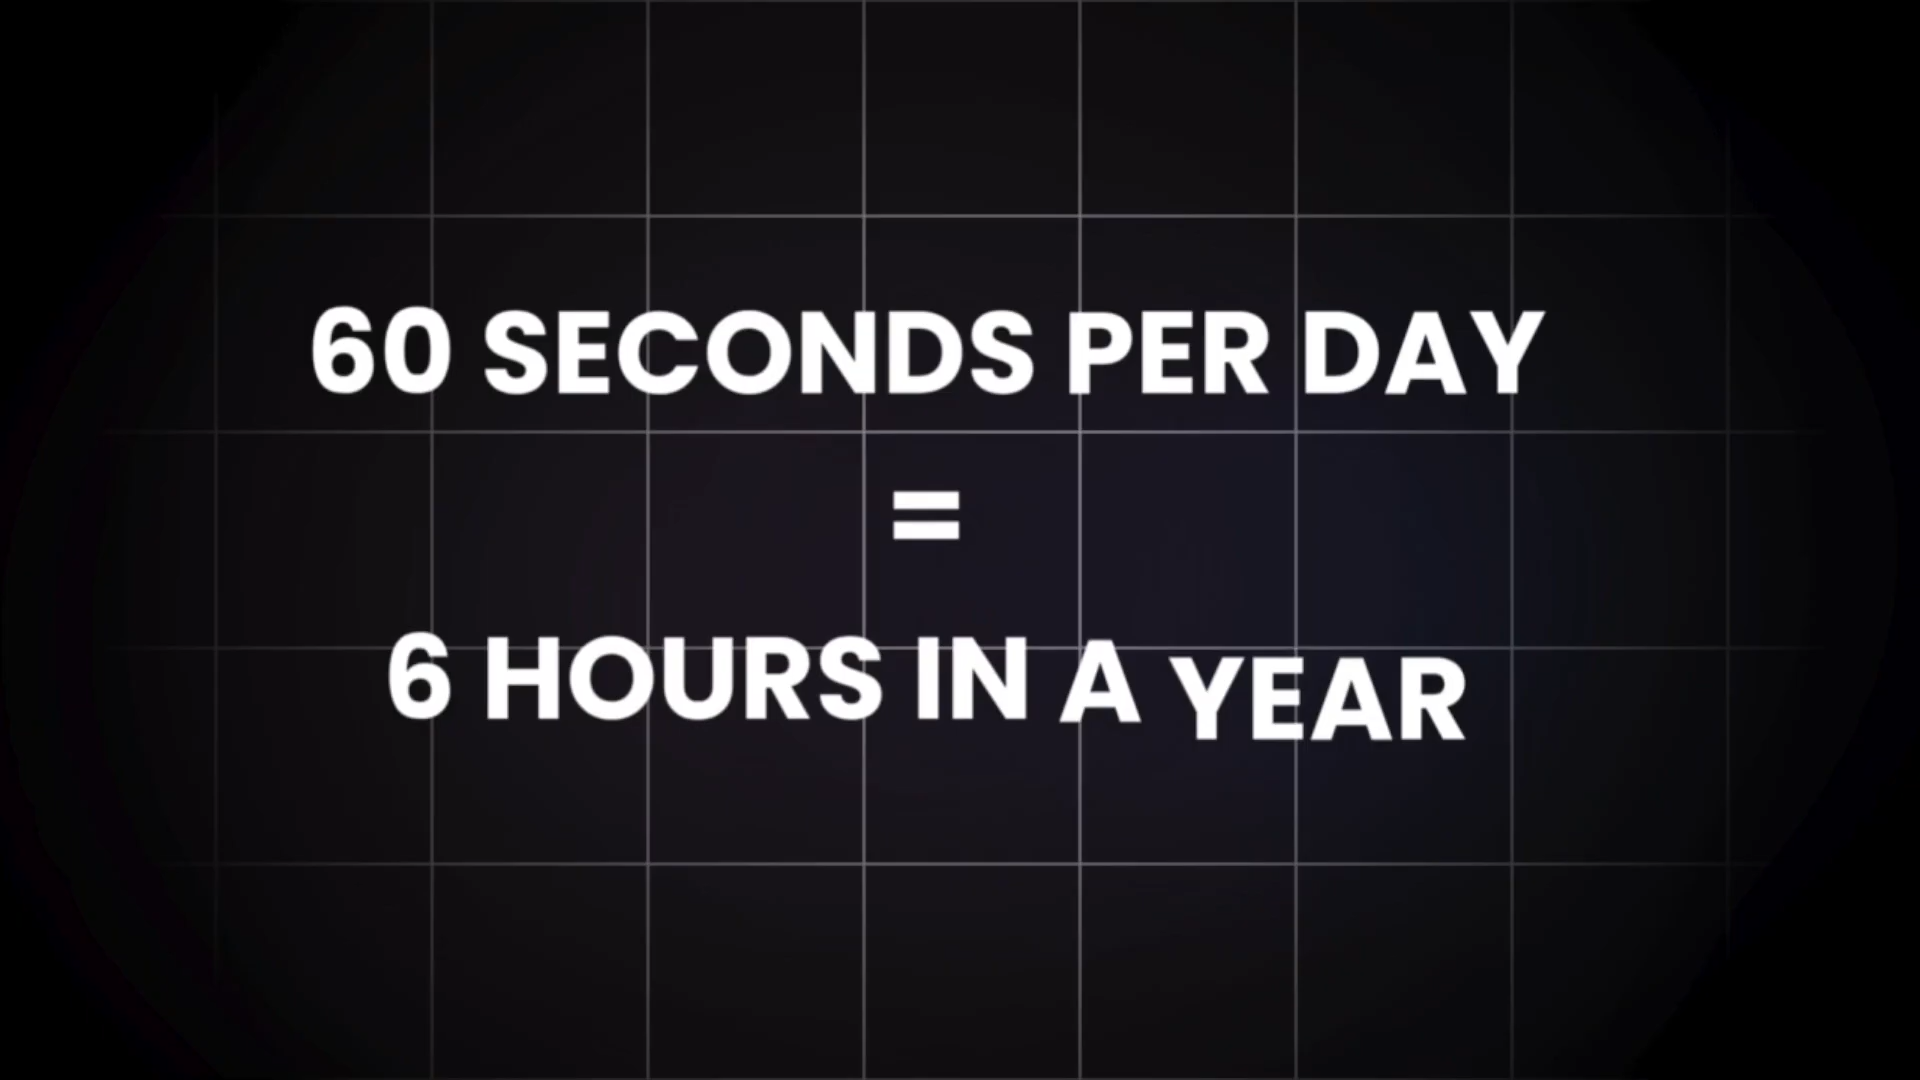 60 SECONDS PER DAY
=
6 HOURS IN A YEAR